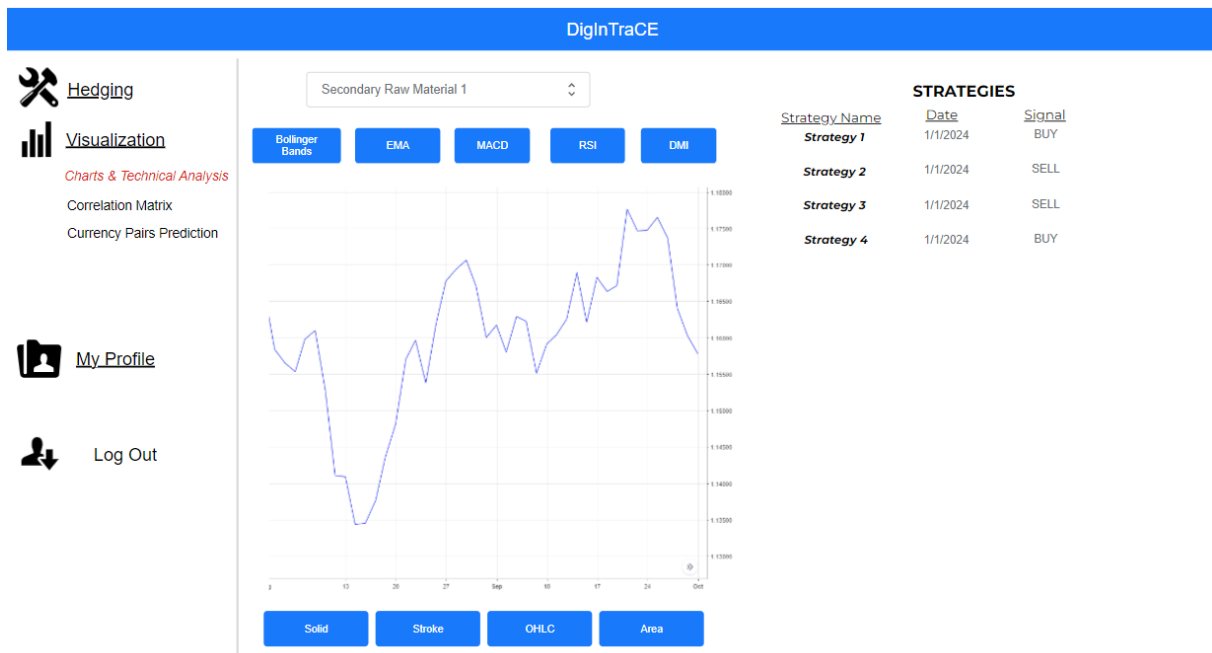 DigInTraCE
Hedging
Visualization
Charts & Technical Analysis
Correlation Matrix
Currency Pairs Prediction
My Profile
Log Out
Secondary Raw Material 1
Bollinger
Bands
EMA
MACD
RSI
DMI
1.18000
1.17500
1.17000
1.16500
1.16000
1.15500
1.15000
1.14500
1.14000
1.13500
1.13000
13
20
27
Sep
10
17
24
Oct
Solid
Stroke
OHLC
Area
STRATEGIES
Strategy Name Date Signal
Strategy 1 1/1/2024 BUY
Strategy 2 1/1/2024 SELL
Strategy 3 1/1/2024 SELL
Strategy 4 1/1/2024 BUY